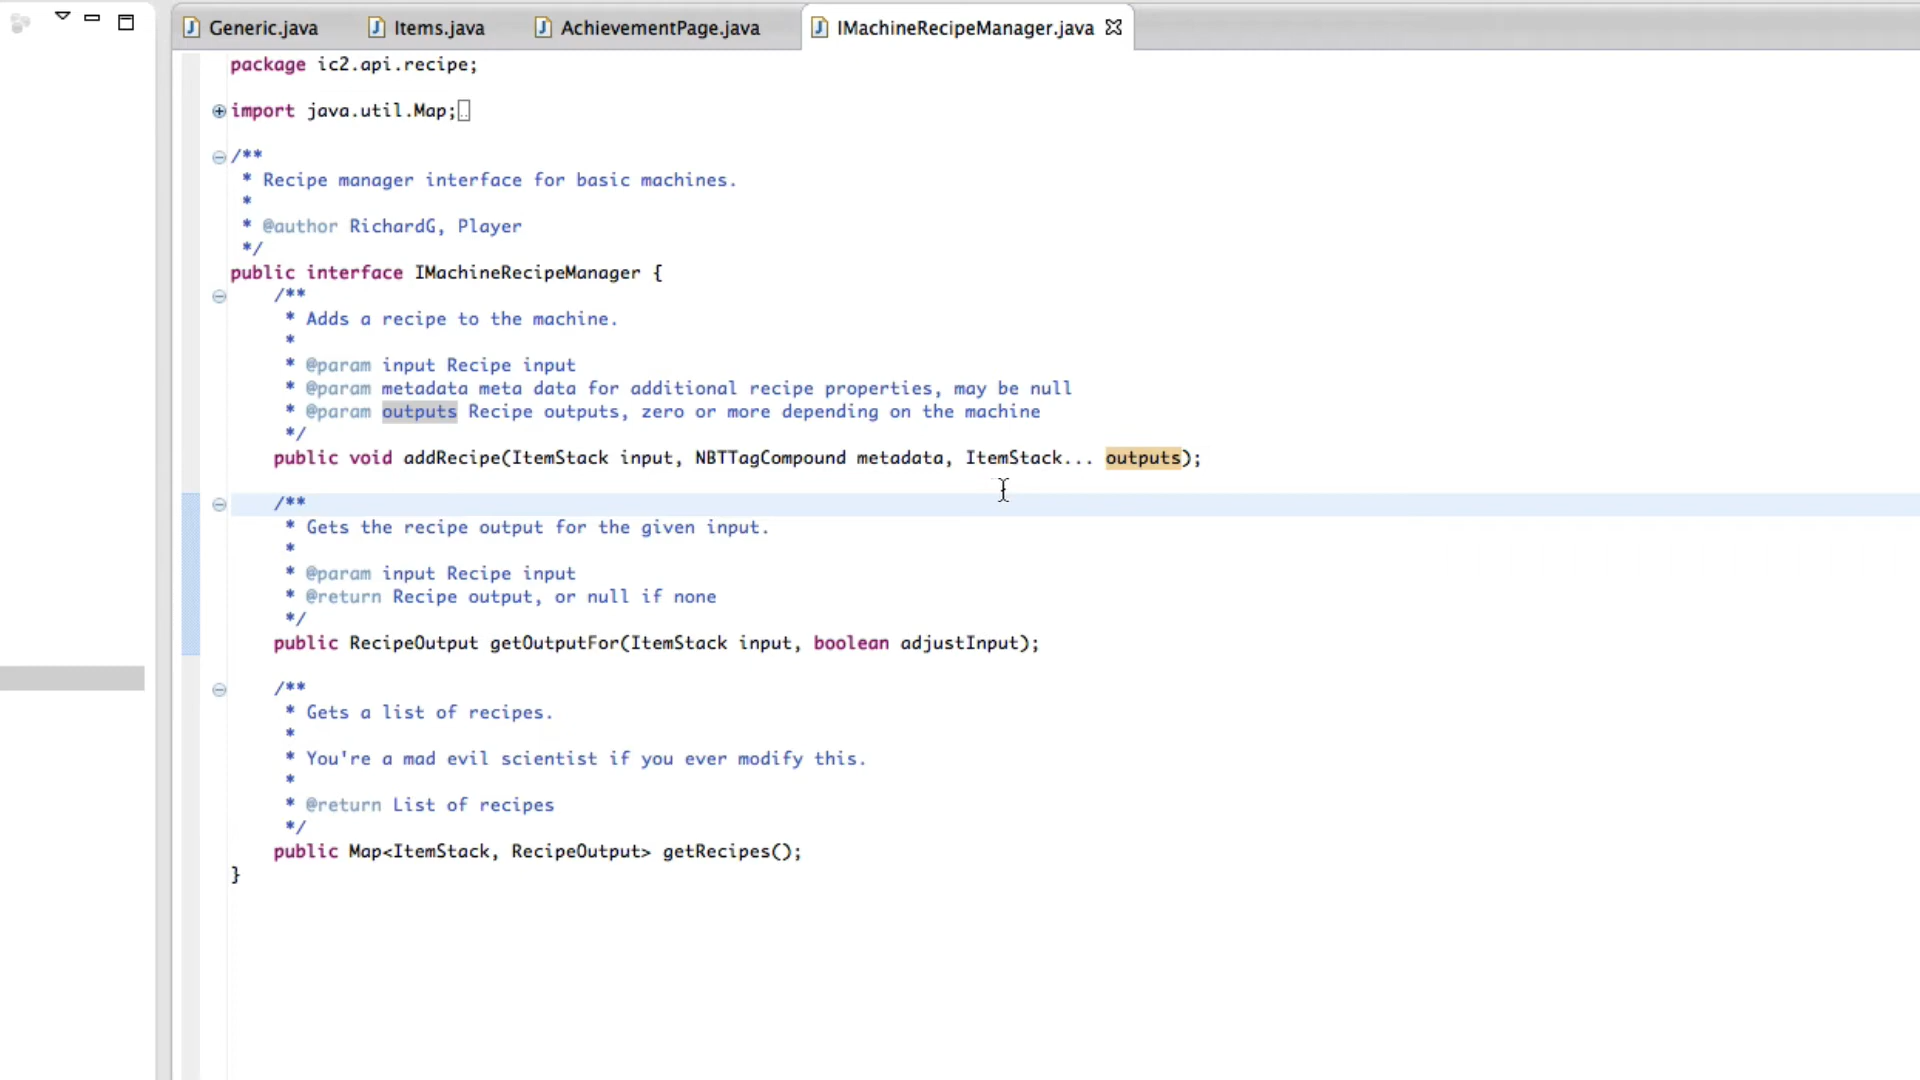 Generic.java Items.java AchievementPage.java IMachineRecipeManager.java
package ic2.api.recipe;
import java.util.Map;
/**
* Recipe manager interface for basic machines.
*
* @author RichardG, Player
*/
public interface IMachineRecipeManager {
/**
* Adds a recipe to the machine.
*
* @param input Recipe input
* @param metadata meta data for additional recipe properties, may be null
* @param outputs Recipe outputs, zero or more depending on the machine
*/
public void addRecipe(ItemStack input, NBTTagCompound metadata, ItemStack... outputs);
/**
* Gets the recipe output for the given input.
*
* @param input Recipe input
* @return Recipe output, or null if none
*/
public RecipeOutput getOutputFor(ItemStack input, boolean adjustInput);
/**
* Gets a list of recipes.
*
* You're a mad evil scientist if you ever modify this.
*
* @return List of recipes
*/
public Map<ItemStack, RecipeOutput> getRecipes();
}